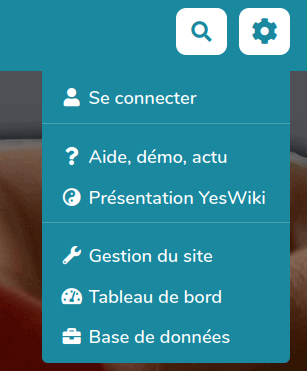 Se connecter
Aide, démo, actu
Présentation YesWiki
Gestion du site
Tableau de bord
Base de données